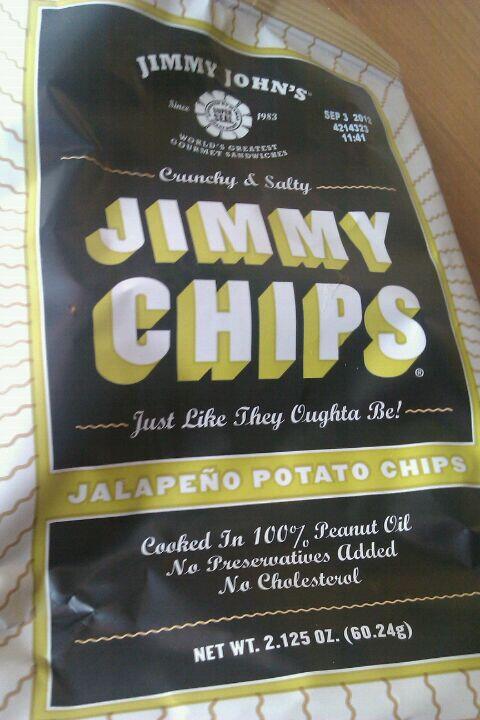 JIMMY JOHN'S
Since 1983
SUPER SEAL
WORLD'S GREATEST
GOURMET SANDWICHES
SEP 3 2012
4214323
11:41
Crunchy & Salty
JIMMY
CHIPS®
Just Like They Oughta Be!
JALAPEÑO POTATO CHIPS
Cooked In 100% Peanut Oil
No Preservatives Added
No Cholesterol
NET WT. 2.125 OZ. (60.24g)